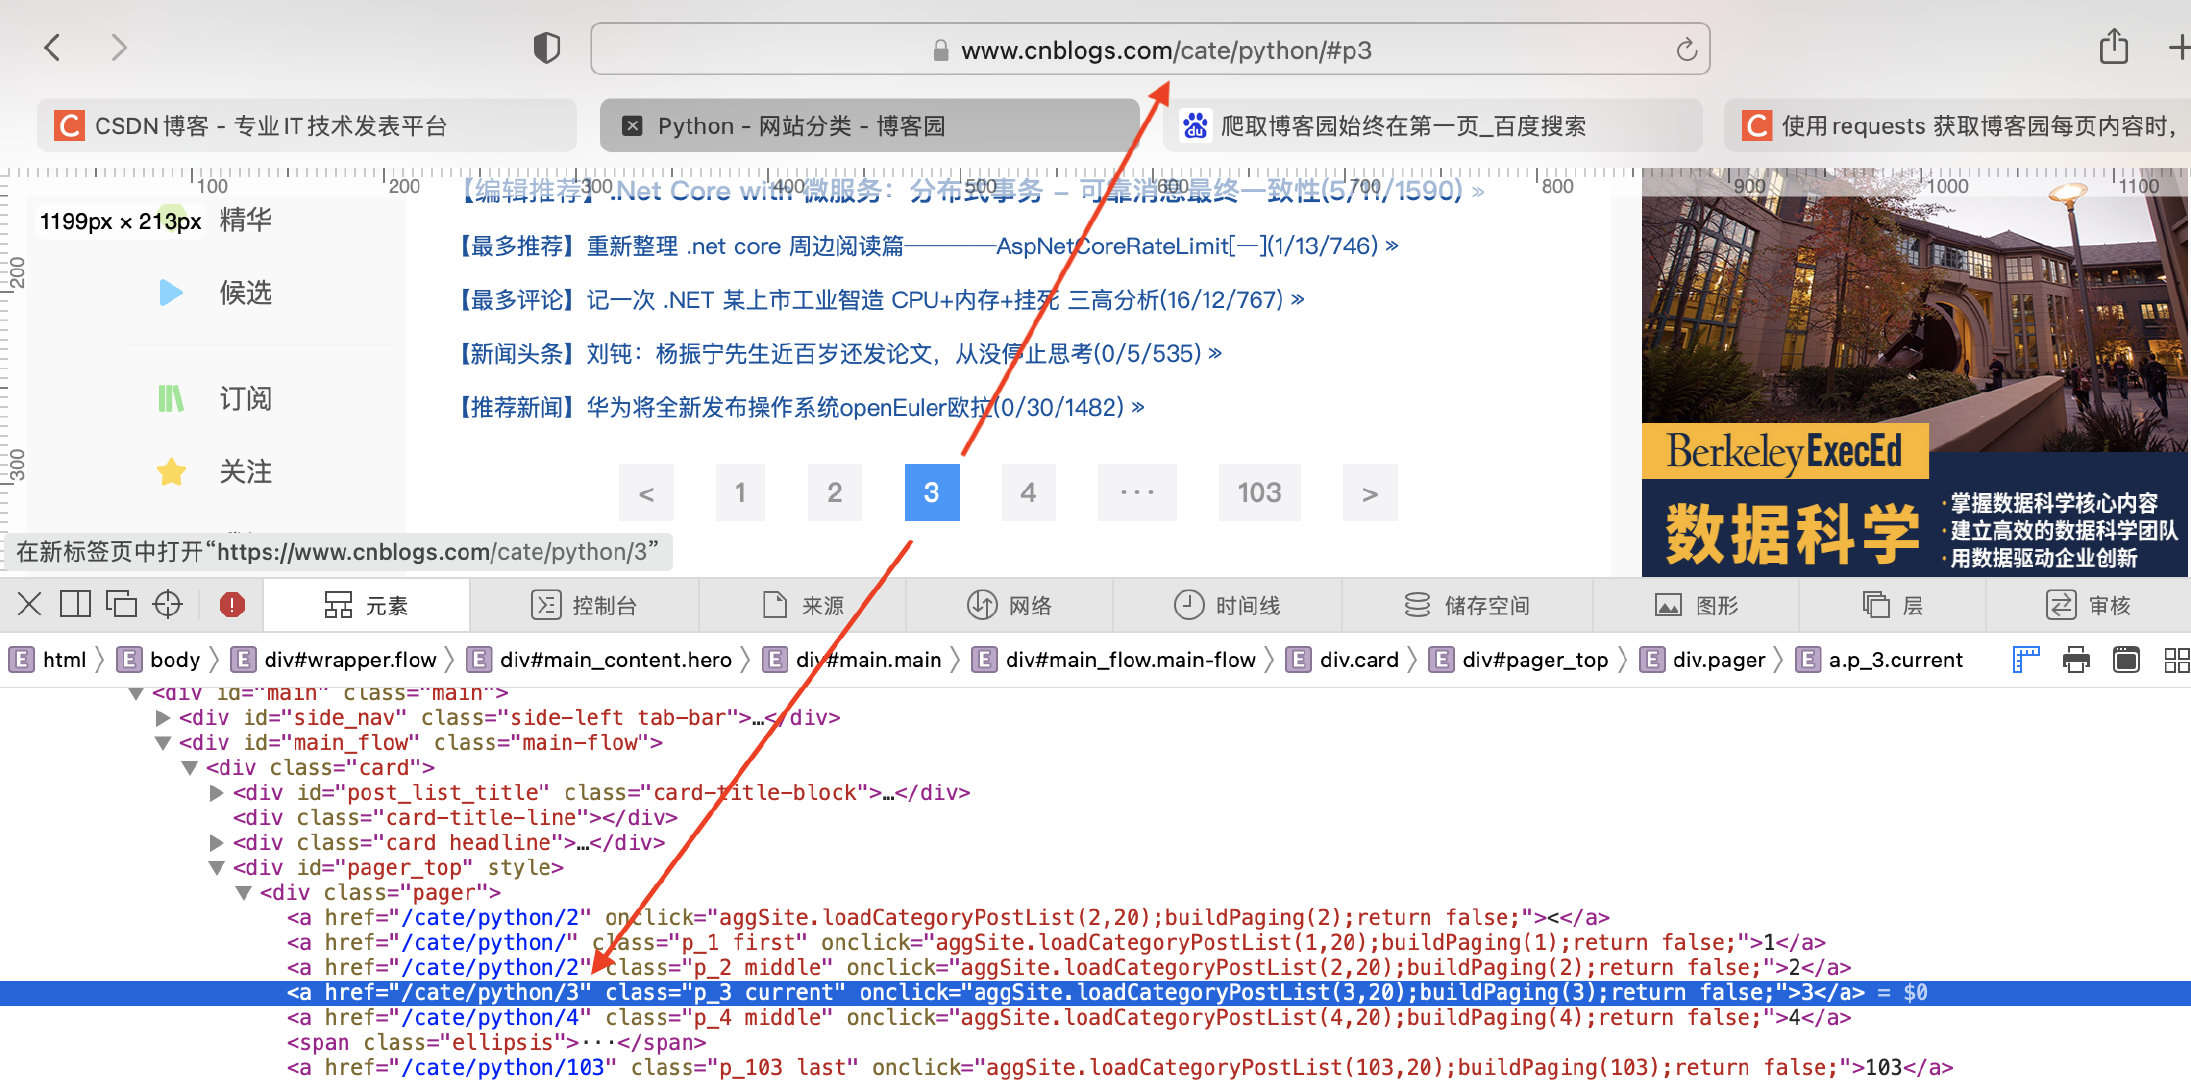 www.cnblogs.com/cate/python/#p3
CSDN博客 - 专业IT技术发表平台
Python - 网站分类 - 博客园
du 爬取博客园始终在第一页_百度搜索
使用requests 获取博客园每页内容时，
100 200 300 400 500 600 700 800 900 1000 1100
【编辑推荐】.Net Core with 微服务：分布式事务 - 可靠消息最终一致性(5/11/1590) »
1199px × 213px
精华
【最多推荐】重新整理 .net core 周边阅读篇————AspNetCoreRateLimit[一](1/13/746) »
200
候选
【最多评论】记一次 .NET 某上市工业智造 CPU+内存+挂死 三高分析(16/12/767) »
【新闻头条】刘钝：杨振宁先生近百岁还发论文，从没停止思考(0/5/535) »
订阅
【推荐新闻】华为将全新发布操作系统openEuler欧拉(0/30/1482) »
300
关注
Berkeley ExecEd
< 1 2 3 4 ··· 103 >
数据科学
·掌握数据科学核心内容
·建立高效的数据科学团队
·用数据驱动企业创新
在新标签页中打开“https://www.cnblogs.com/cate/python/3”
元素 控制台 来源 网络 时间线 储存空间 图形 层 审核
E html E body E div#wrapper.flow E div#main_content.hero E div#main.main E div#main_flow.main-flow E div.card E div#pager_top E div.pager E a.p_3.current
<div id="main" class="main">
<div id="side_nav" class="side-left tab-bar">…</div>
<div id="main_flow" class="main-flow">
<div class="card">
<div id="post_list_title" class="card-title-block">…</div>
<div class="card-title-line"></div>
<div class="card headline">…</div>
<div id="pager_top" style>
<div class="pager">
<a href="/cate/python/2" onclick="aggSite.loadCategoryPostList(2,20);buildPaging(2);return false;"><</a>
<a href="/cate/python/" class="p_1 first" onclick="aggSite.loadCategoryPostList(1,20);buildPaging(1);return false;">1</a>
<a href="/cate/python/2" class="p_2 middle" onclick="aggSite.loadCategoryPostList(2,20);buildPaging(2);return false;">2</a>
<a href="/cate/python/3" class="p_3 current" onclick="aggSite.loadCategoryPostList(3,20);buildPaging(3);return false;">3</a> = $0
<a href="/cate/python/4" class="p_4 middle" onclick="aggSite.loadCategoryPostList(4,20);buildPaging(4);return false;">4</a>
<span class="ellipsis">···</span>
<a href="/cate/python/103" class="p_103 last" onclick="aggSite.loadCategoryPostList(103,20);buildPaging(103);return false;">103</a>